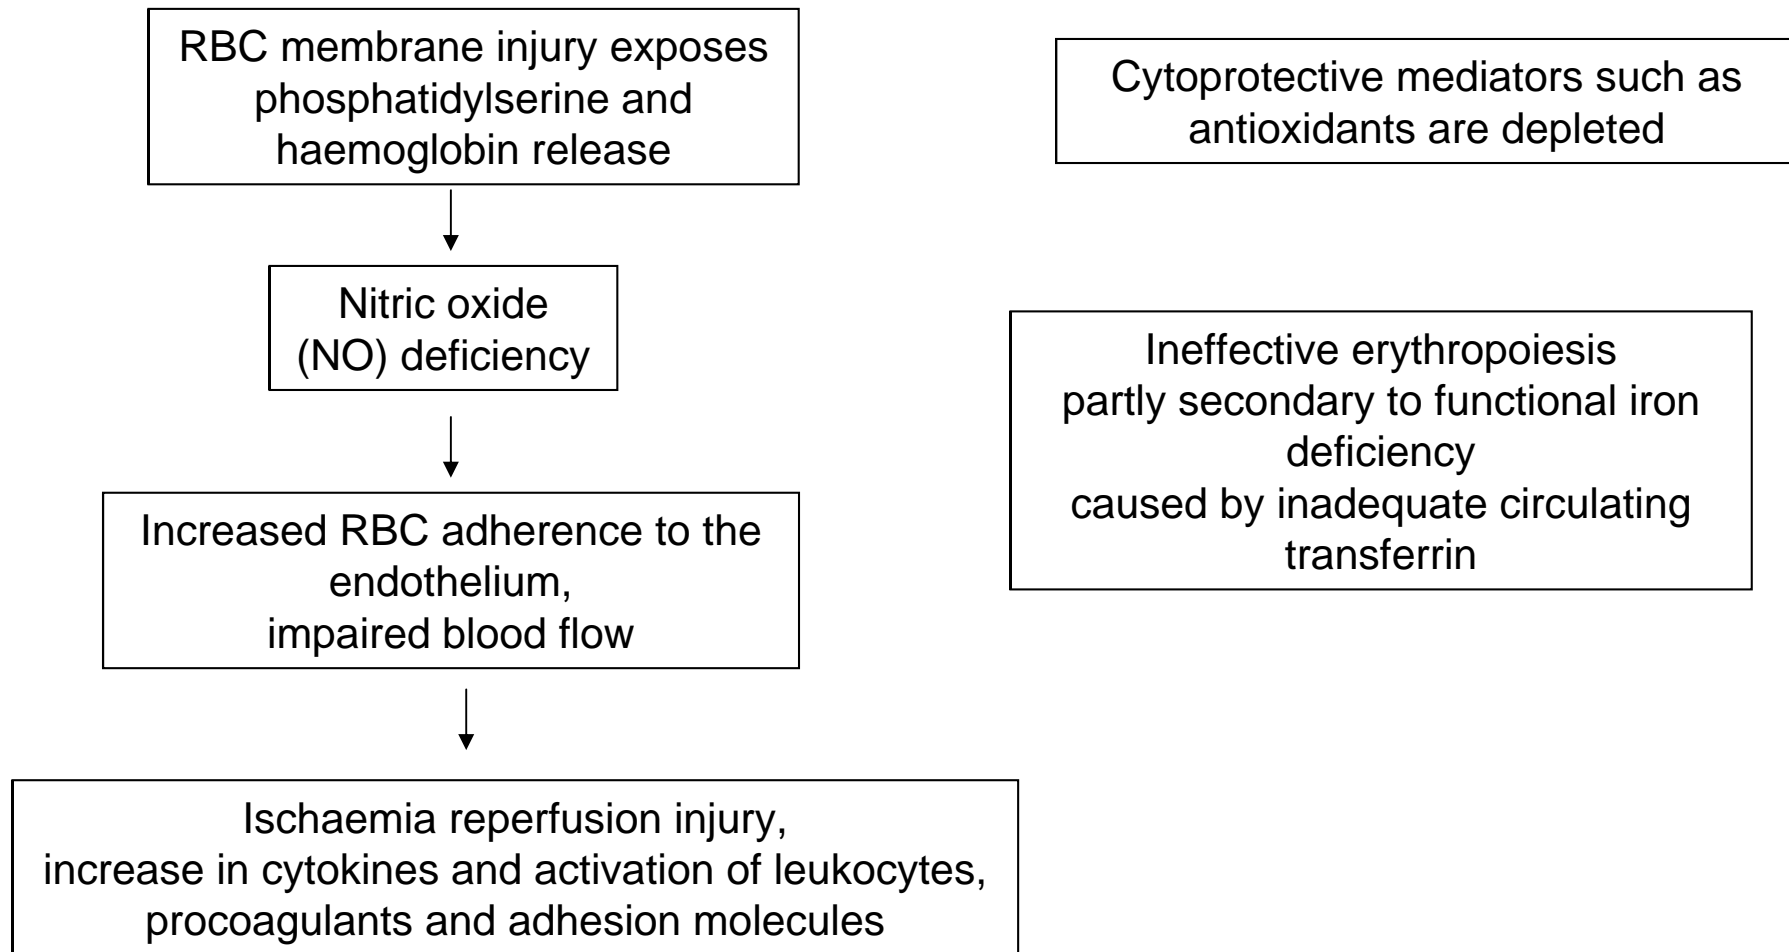 RBC membrane injury exposes
phosphatidylserine and
haemoglobin release
Nitric oxide
(NO) deficiency
Increased RBC adherence to the
endothelium,
impaired blood flow
Ischaemia reperfusion injury,
increase in cytokines and activation of leukocytes,
procoagulants and adhesion molecules
Cytoprotective mediators such as
antioxidants are depleted
Ineffective erythropoiesis
partly secondary to functional iron
deficiency
caused by inadequate circulating
transferrin